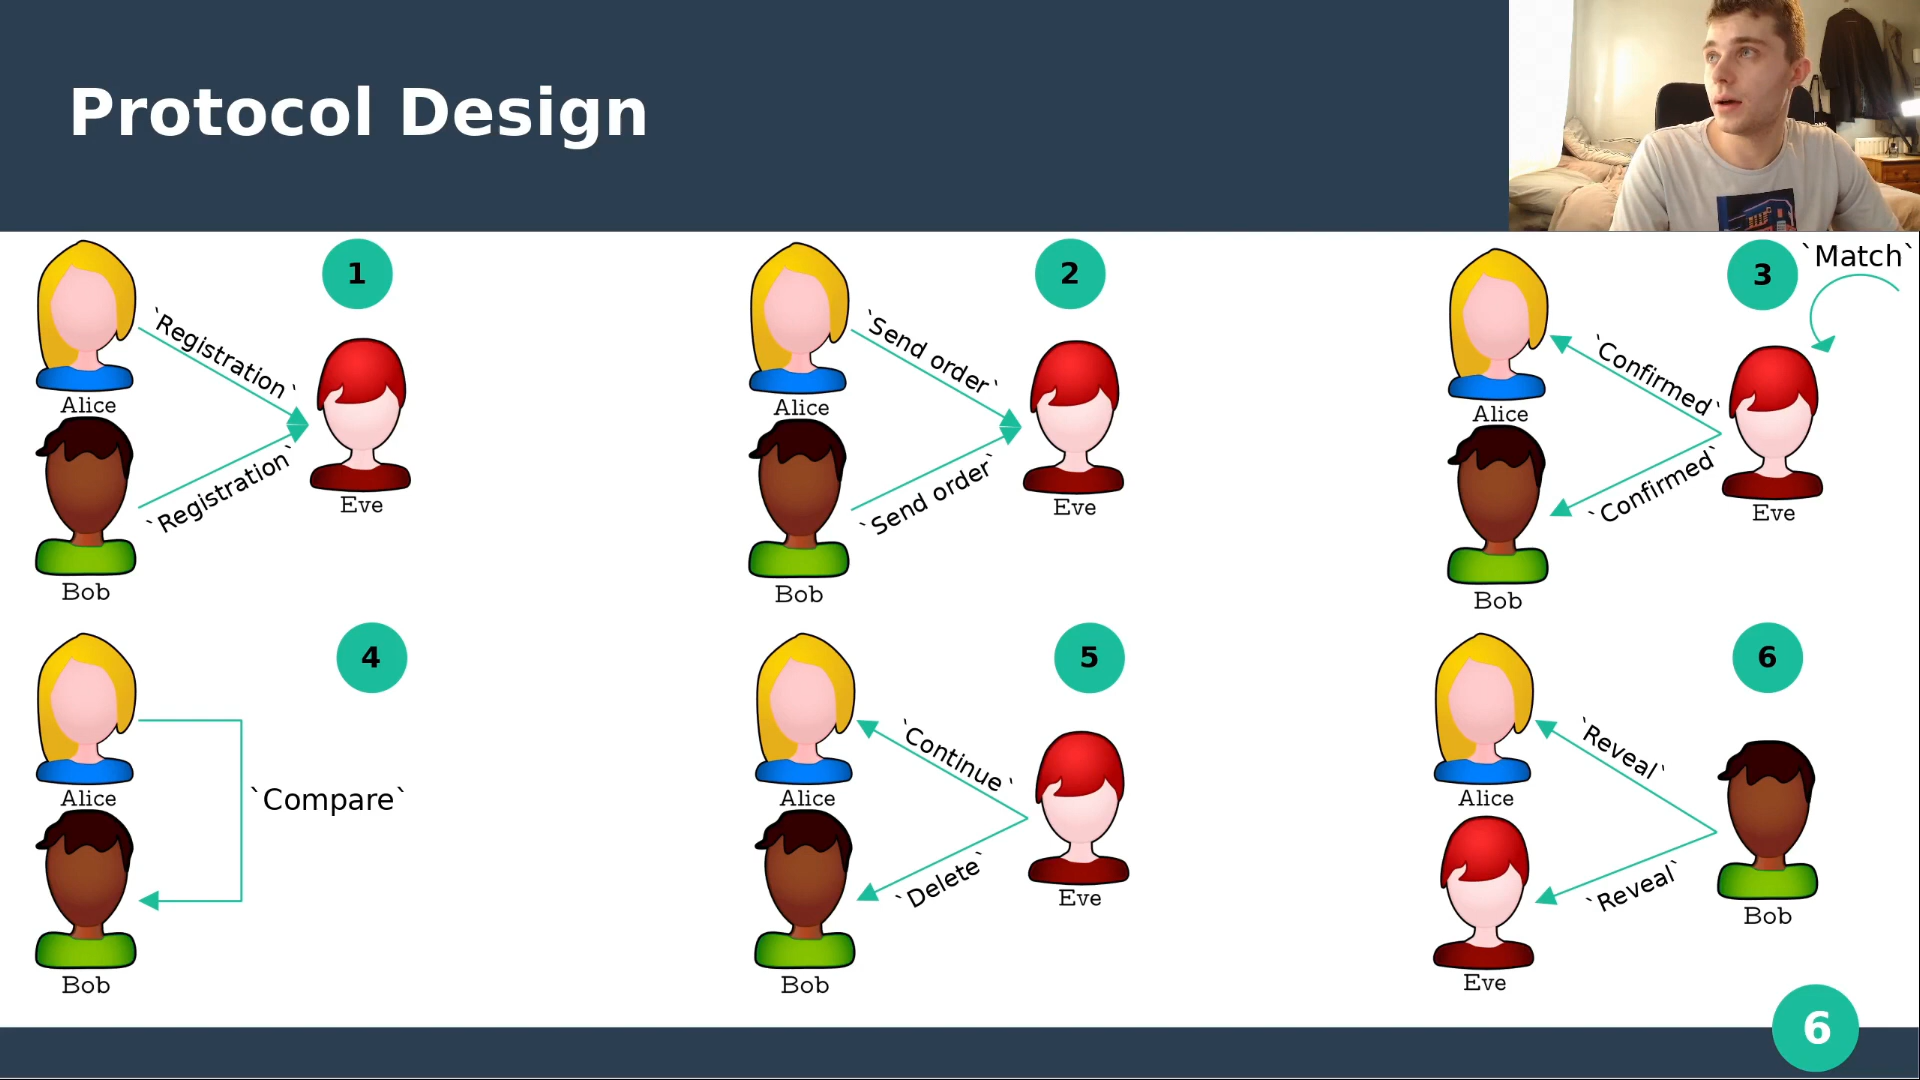 Protocol Design
1
`Registration`
Alice
`Registration`
Eve
Bob
2
`Send order`
Alice
`Send order`
Eve
Bob
3
`Match`
`Confirmed`
Alice
`Confirmed`
Eve
Bob
4
Alice
`Compare`
Bob
5
`Continue`
Alice
`Delete`
Eve
Bob
6
`Reveal`
Alice
`Reveal`
Bob
Eve
6